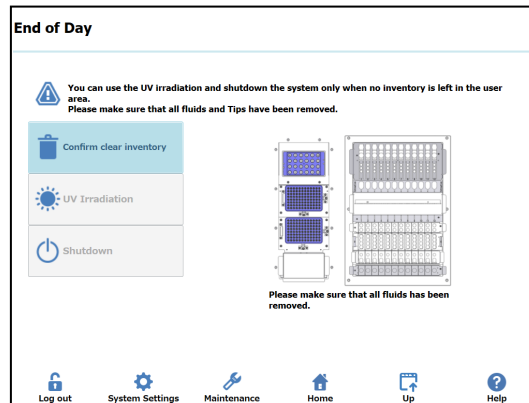 End of Day
You can use the UV irradiation and shutdown the system only when no inventory is left in the user
area.
Please make sure that all fluids and Tips have been removed.
Confirm clear inventory
UV Irradiation
Shutdown
Please make sure that all fluids has been
removed.
Log out
System Settings
Maintenance
Home
Up
Help